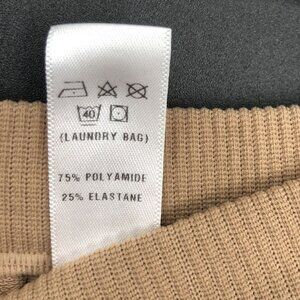 40
(LAUNDRY BAG)
75% POLYAMIDE
25% ELASTANE